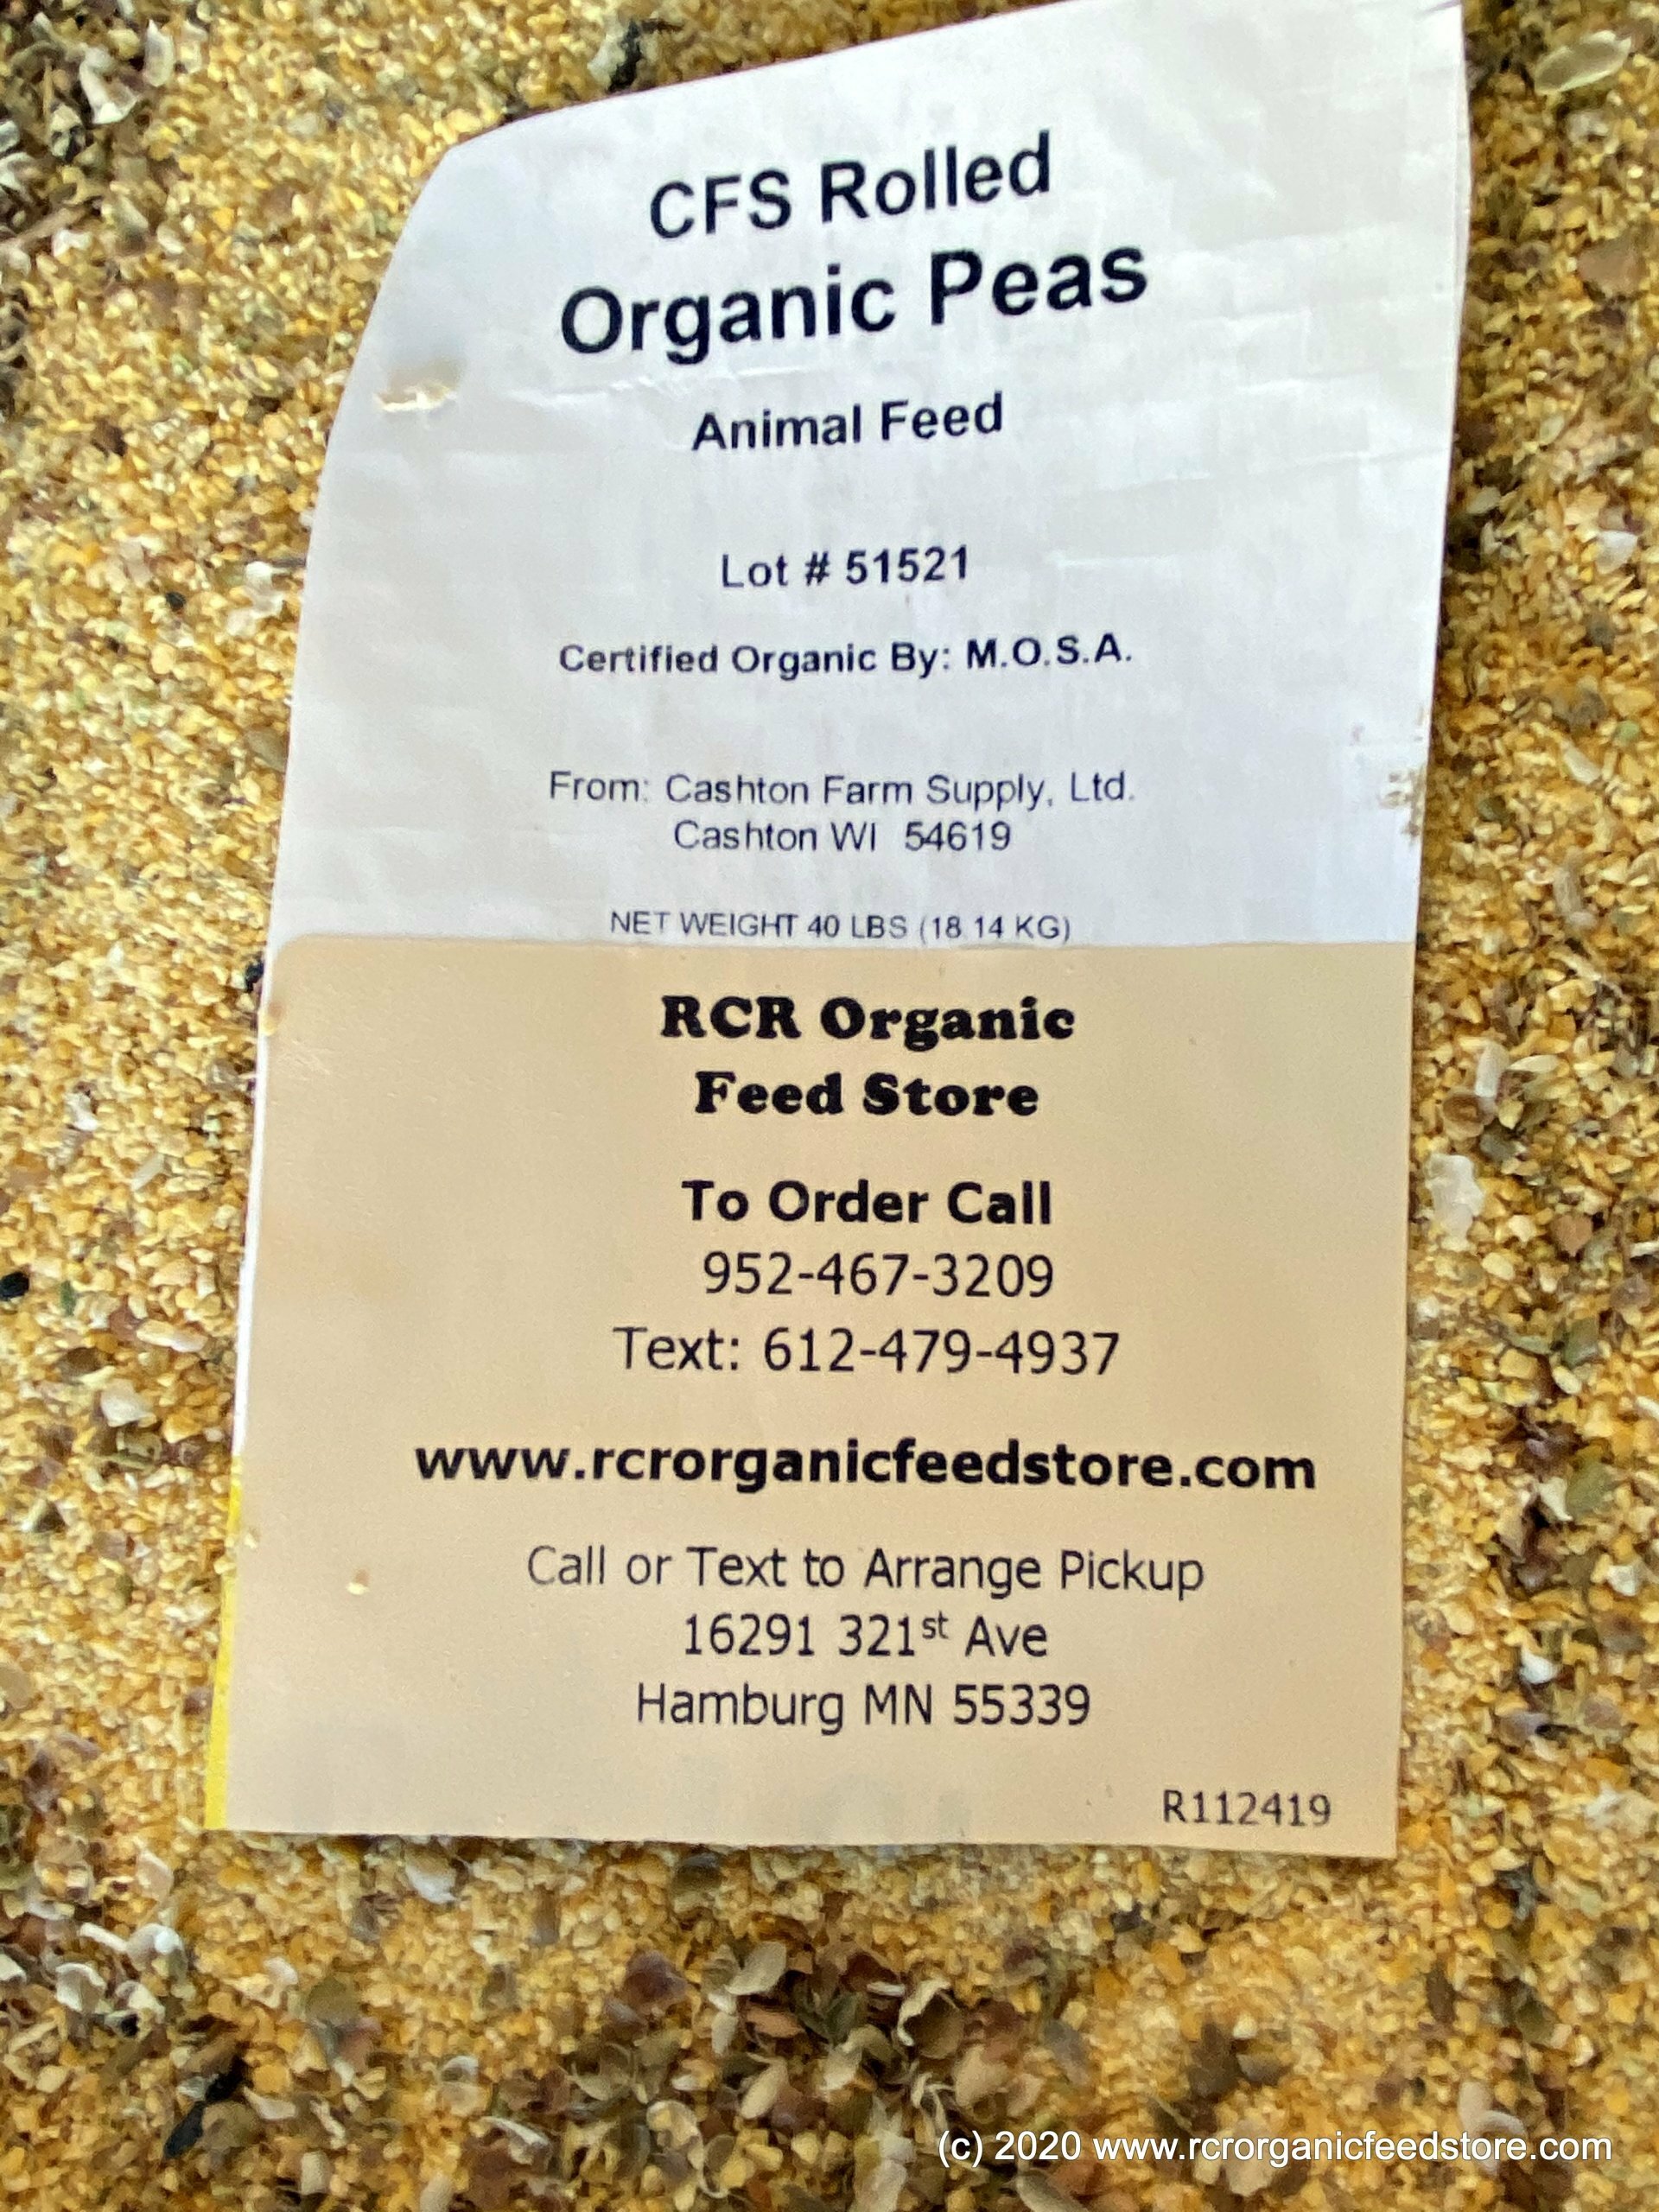 CFS Rolled
Organic Peas
Animal Feed
Lot # 51521
Certified Organic By: M.O.S.A.
From: Cashton Farm Supply, Ltd.
Cashton WI 54619
NET WEIGHT 40 LBS (18.14 KG)
RCR Organic
Feed Store
To Order Call
952-467-3209
Text: 612-479-4937
www.rcrorganicfeedstore.com
Call or Text to Arrange Pickup
16291 321st Ave
Hamburg MN 55339
R112419
(c) 2020 www.rcrorganicfeedstore.com